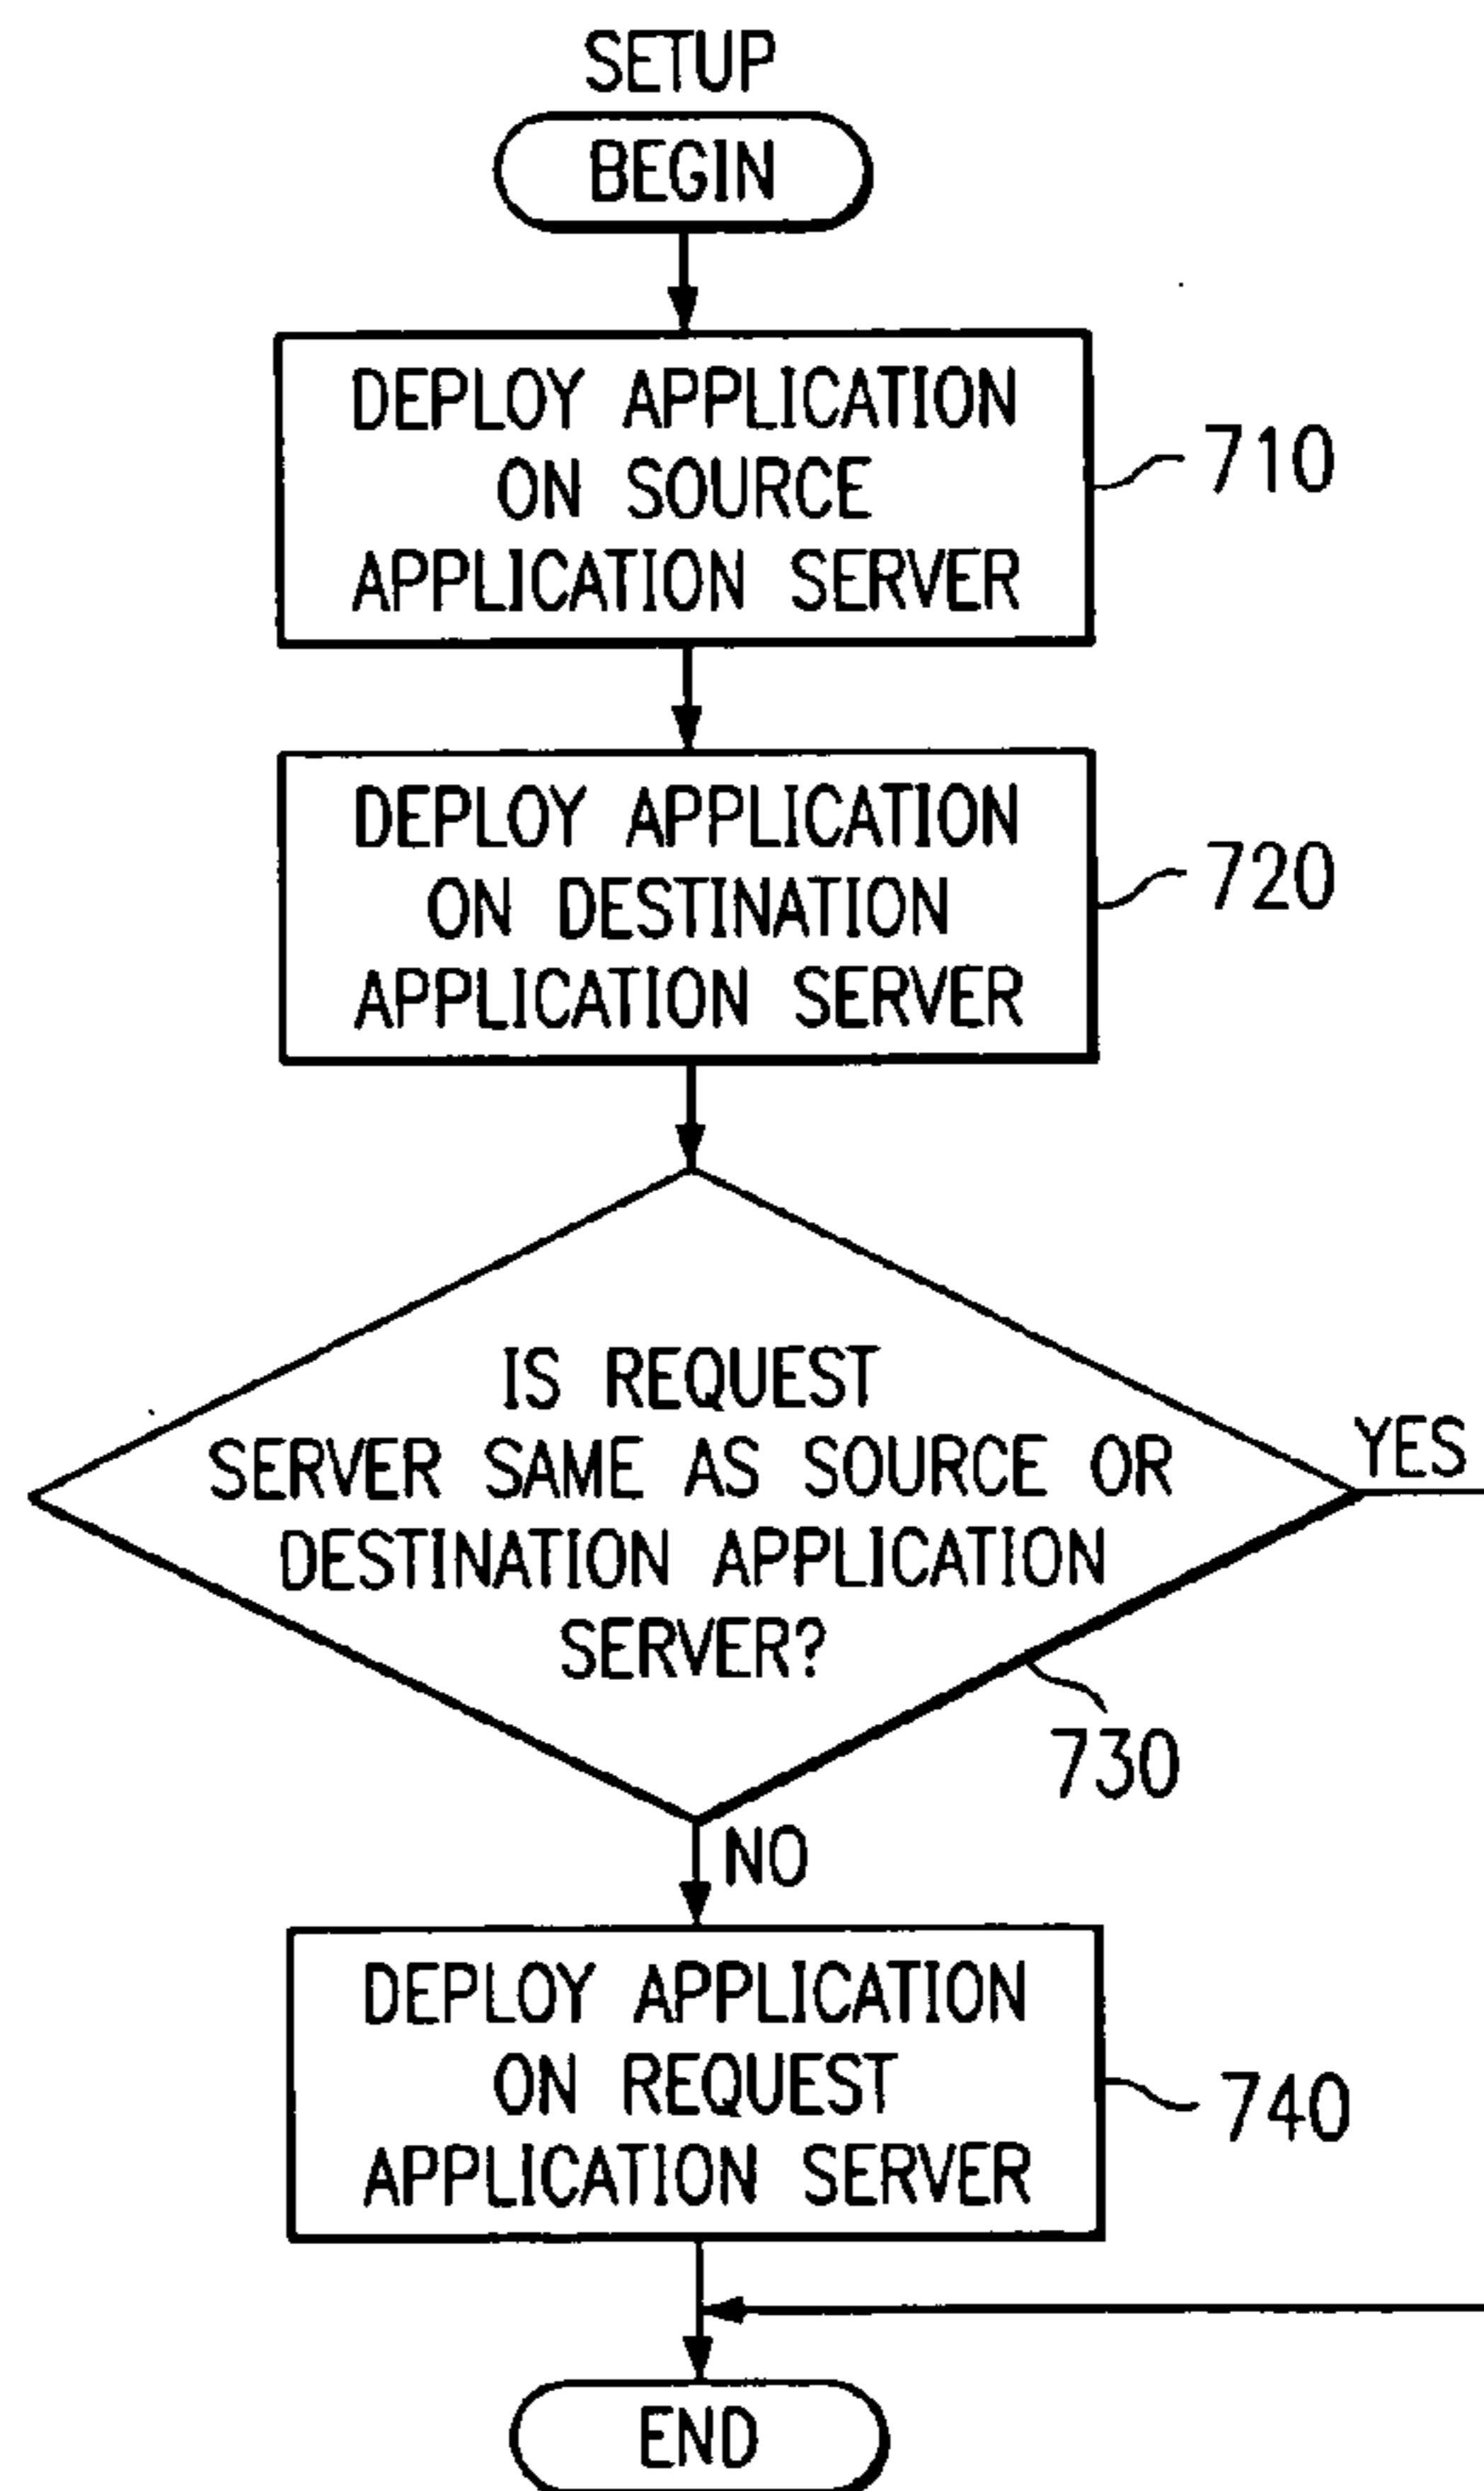 SETUP
BEGIN
DEPLOY APPLICATION
ON SOURCE
APPLICATION SERVER
710
DEPLOY APPLICATION
ON DESTINATION
APPLICATION SERVER
720
IS REQUEST
SERVER SAME AS SOURCE OR
DESTINATION APPLICATION
SERVER?
YES
730
NO
DEPLOY APPLICATION
ON REQUEST
APPLICATION SERVER
740
END